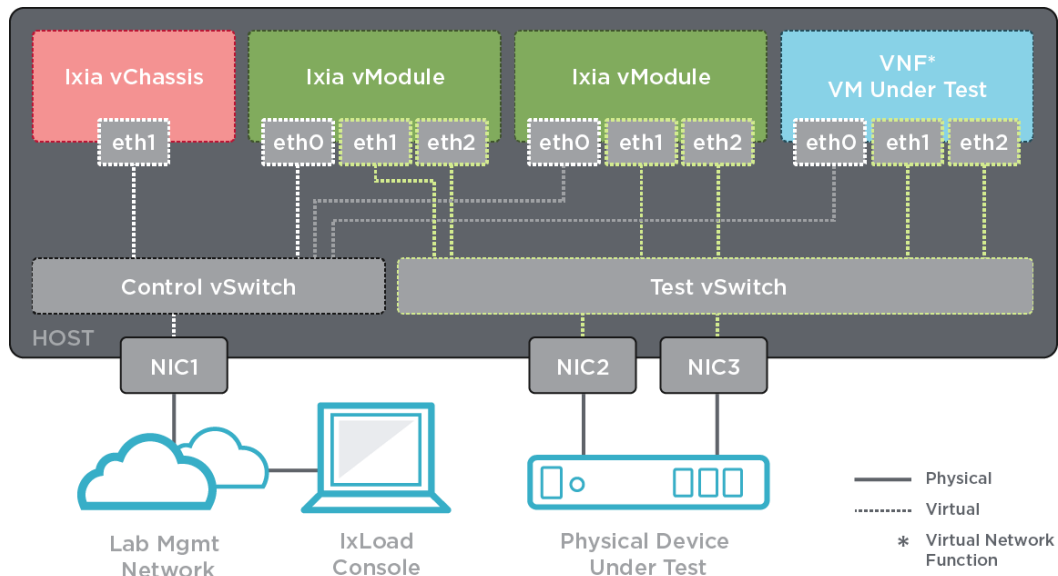 Ixia vChassis
Ixia vModule
Ixia vModule
VNF*
VM Under Test
eth1
eth0
eth1
eth2
eth0
eth1
eth2
eth0
eth1
eth2
Control vSwitch
Test vSwitch
HOST
NIC1
NIC2
NIC3
Lab Mgmt
Network
IxLoad
Console
Physical Device
Under Test
Physical
Virtual
* Virtual Network
Function